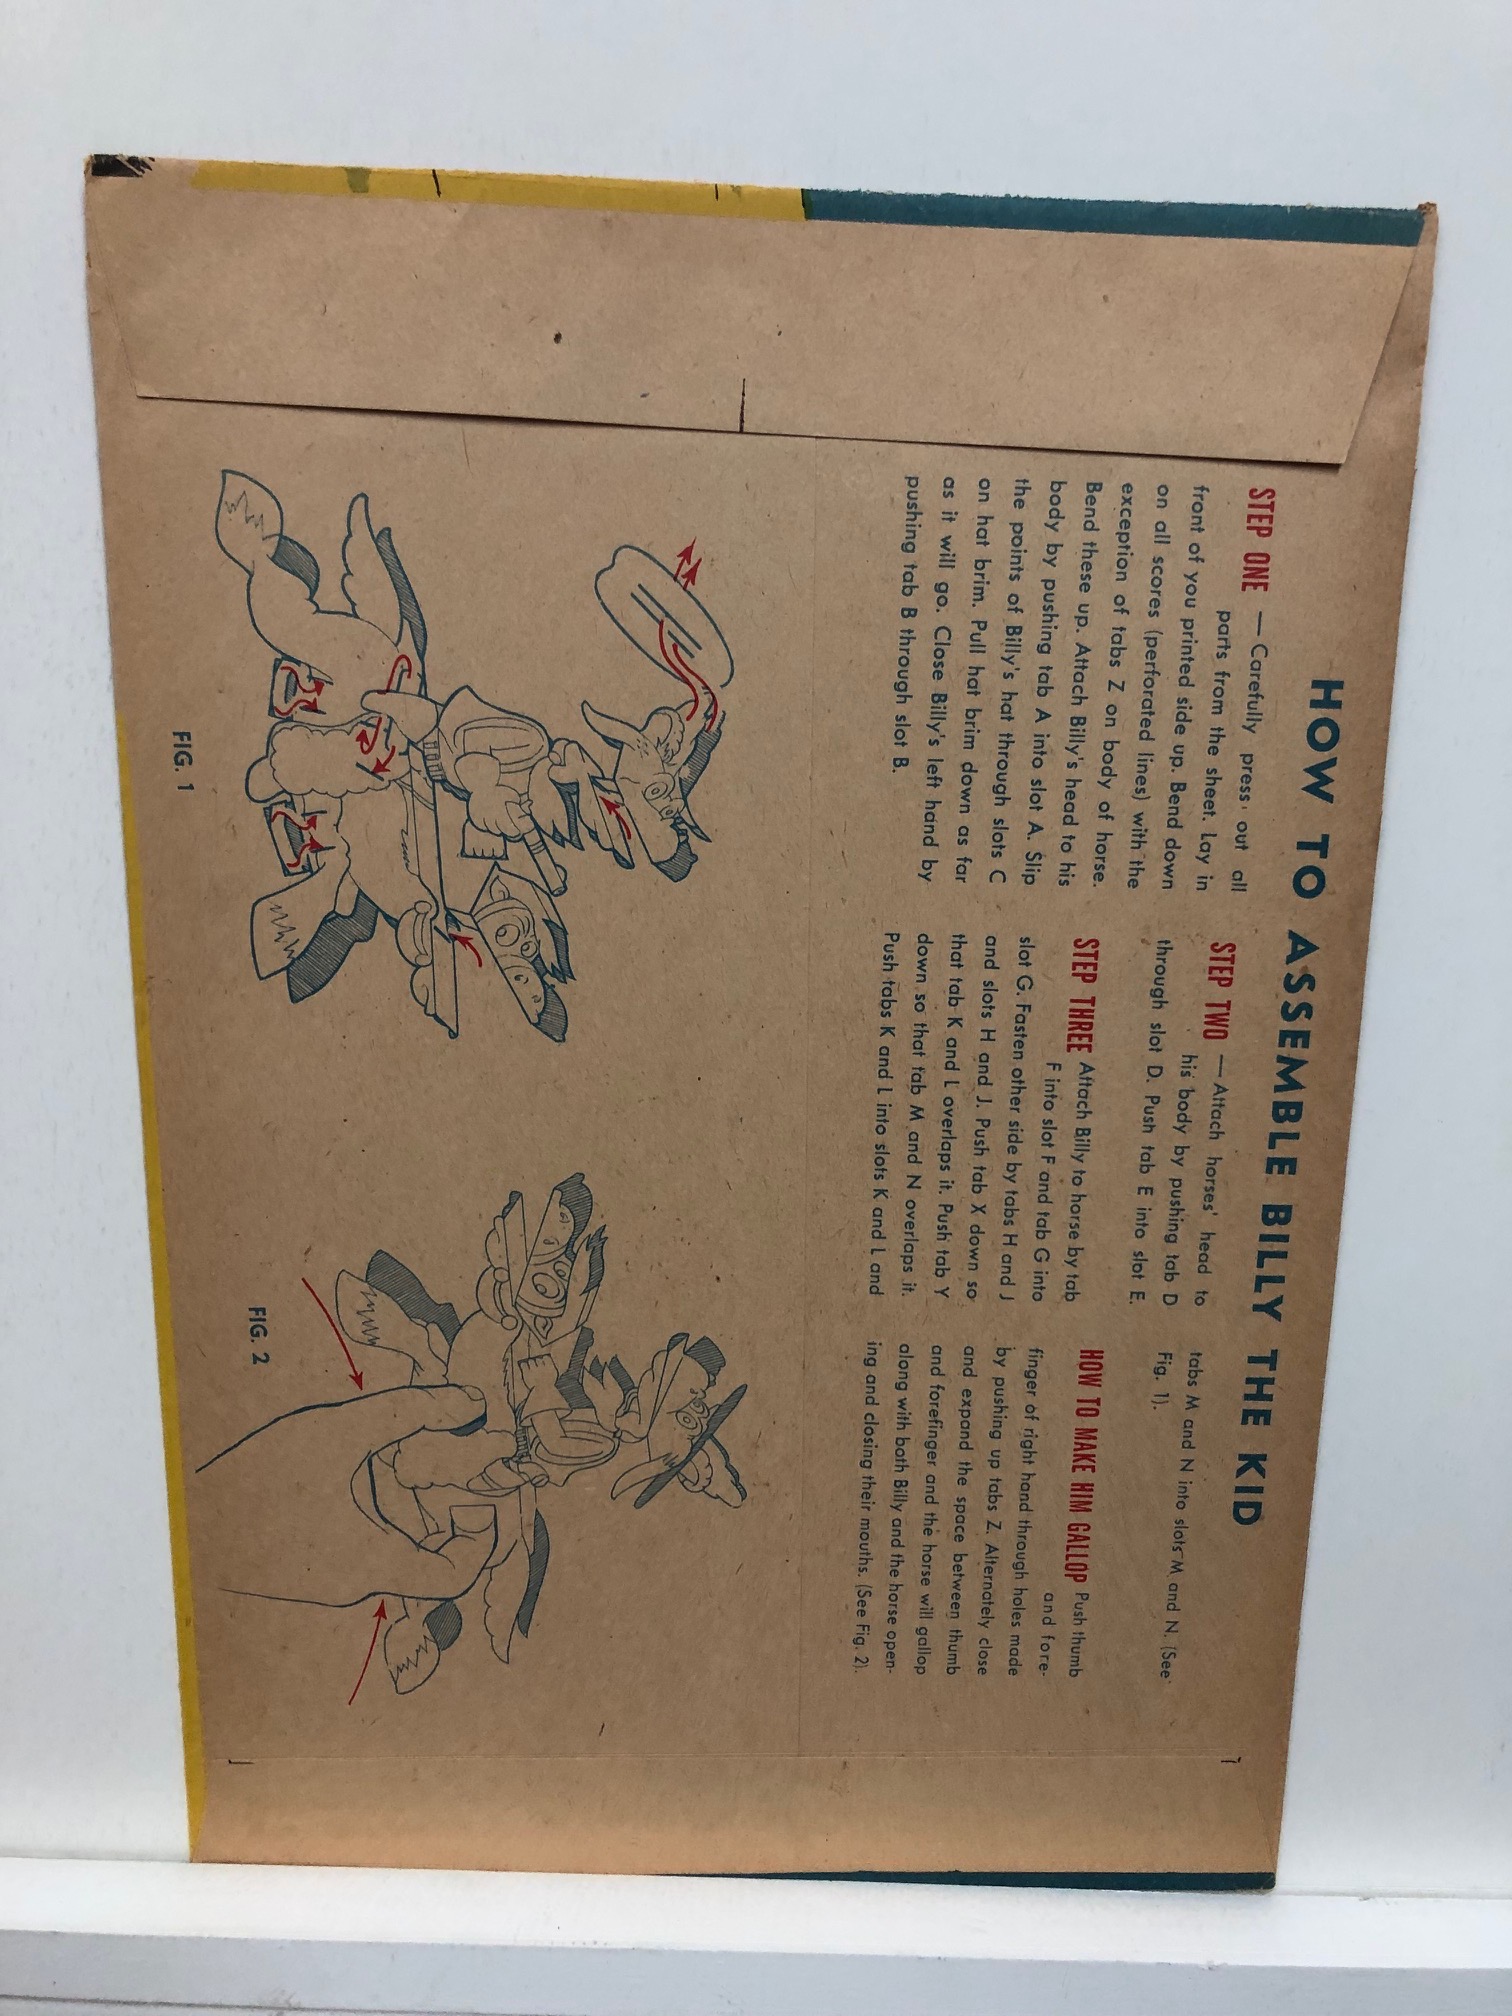 HOW TO ASSEMBLE BILLY THE KID
STEP ONE — Carefully press out all
parts from the sheet. Lay in
front of you printed side up. Bend down
on all scores (perforated lines) with the
exception of tabs Z on body of horse.
Bend these up. Attach Billy's head to his
body by pushing tab A into slot A. Slip
the points of Billy's hat through slots C
on hat brim. Pull hat brim down as far
as it will go. Close Billy's left hand by
pushing tab B through slot B.
STEP TWO — Attach horses' head to
his body by pushing tab D
through slot D. Push tab E into slot E.
STEP THREE Attach Billy to horse by tab
F into slot F and tab G into
slot G. Fasten other side by tabs H and J
and slots H and J. Push tab X down so
that tab K and L overlaps it. Push tab Y
down so that tab M and N overlaps it.
Push tabs K and L into slots K and L and
tabs M and N into slots M and N. (See
Fig. 1).
HOW TO MAKE HIM GALLOP Push thumb
and fore-
finger of right hand through holes made
by pushing up tabs Z. Alternately close
and expand the space between thumb
and forefinger and the horse will gallop
along with both Billy and the horse open-
ing and closing their mouths. (See Fig. 2).
FIG. 1
FIG. 2